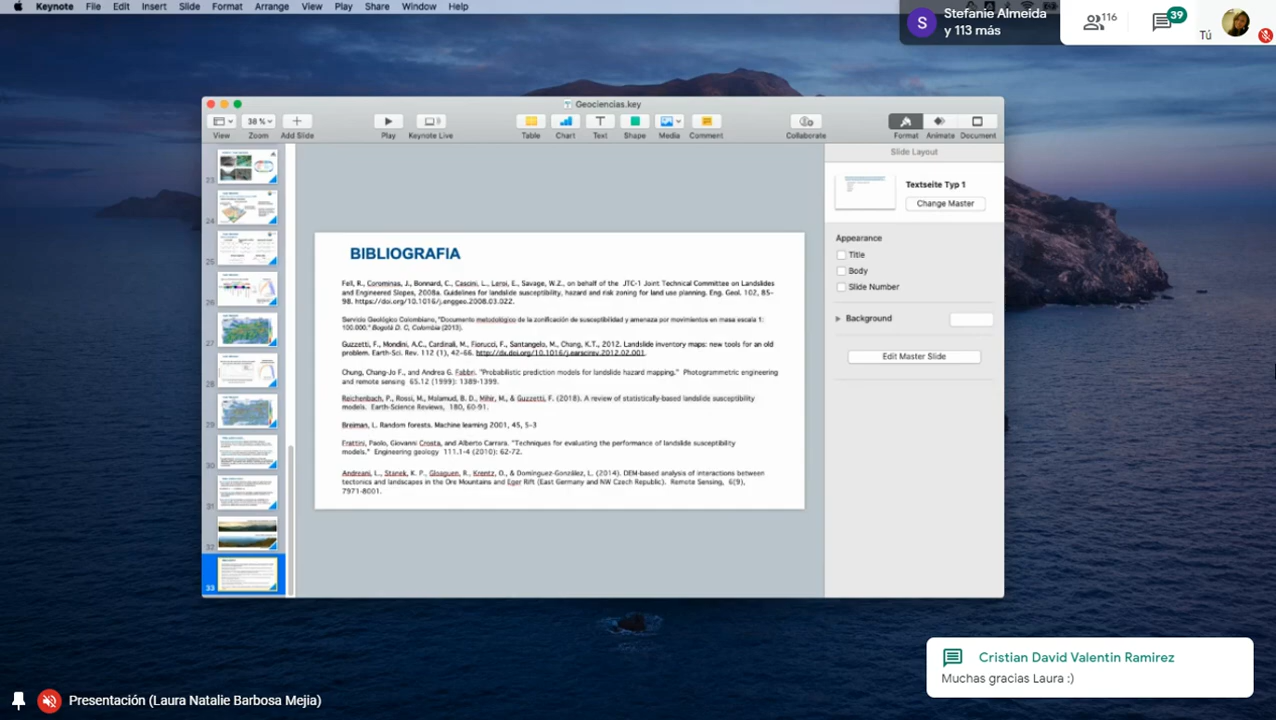 Keynote File Edit Insert Slide Format Arrange View Play Share Window Help
Stefanie Almeida
y 113 más
S
116
39
Tú
Geociencias.key
38 %
View Zoom Add Slide Play Keynote Live Table Chart Text Shape Media Comment Collaborate Format Animate Document
Slide Layout
Textseite Typ 1
Change Master
Appearance
Title
Body
Slide Number
Background
Edit Master Slide
23
24
25
26
27
28
29
30
31
32
33
BIBLIOGRAFIA
Fell, R., Corominas, J., Bonnard, C., Cascini, L., Leroi, E., Savage, W.Z., on behalf of the JTC-1 Joint Technical Committee on Landslides
and Engineered Slopes, 2008a. Guidelines for landslide susceptibility, hazard and risk zoning for land use planning. Eng. Geol. 102, 85-
98. https://doi.org/10.1016/j.enggeo.2008.03.022.
Servicio Geológico Colombiano, "Documento metodológico de la zonificación de susceptibilidad y amenaza por movimientos en masa escala 1:
100.000." Bogotá D. C, Colombia (2013).
Guzzetti, F., Mondini, A.C., Cardinali, M., Fiorucci, F., Santangelo, M., Chang, K.T., 2012. Landslide inventory maps: new tools for an old
problem. Earth-Sci. Rev. 112 (1), 42-66. http://dx.doi.org/10.1016/j.earscirev.2012.02.001.
Chung, Chang-Jo F., and Andrea G. Fabbri. "Probabilistic prediction models for landslide hazard mapping." Photogrammetric engineering
and remote sensing 65.12 (1999): 1389-1399.
Reichenbach, P., Rossi, M., Malamud, B. D., Mihir, M., & Guzzetti, F. (2018). A review of statistically-based landslide susceptibility
models. Earth-Science Reviews, 180, 60-91.
Breiman, L. Random forests. Machine learning 2001, 45, 5-3
Frattini, Paolo, Giovanni Crosta, and Alberto Carrara. "Techniques for evaluating the performance of landslide susceptibility
models." Engineering geology 111.1-4 (2010): 62-72.
Andreani, L., Stanek, K. P., Gloaguen, R., Krentz, O., & Domínguez-González, L. (2014). DEM-based analysis of interactions between
tectonics and landscapes in the Ore Mountains and Eger Rift (East Germany and NW Czech Republic). Remote Sensing, 6(9),
7971-8001.
Cristian David Valentin Ramirez
Muchas gracias Laura :)
Presentación (Laura Natalie Barbosa Mejia)